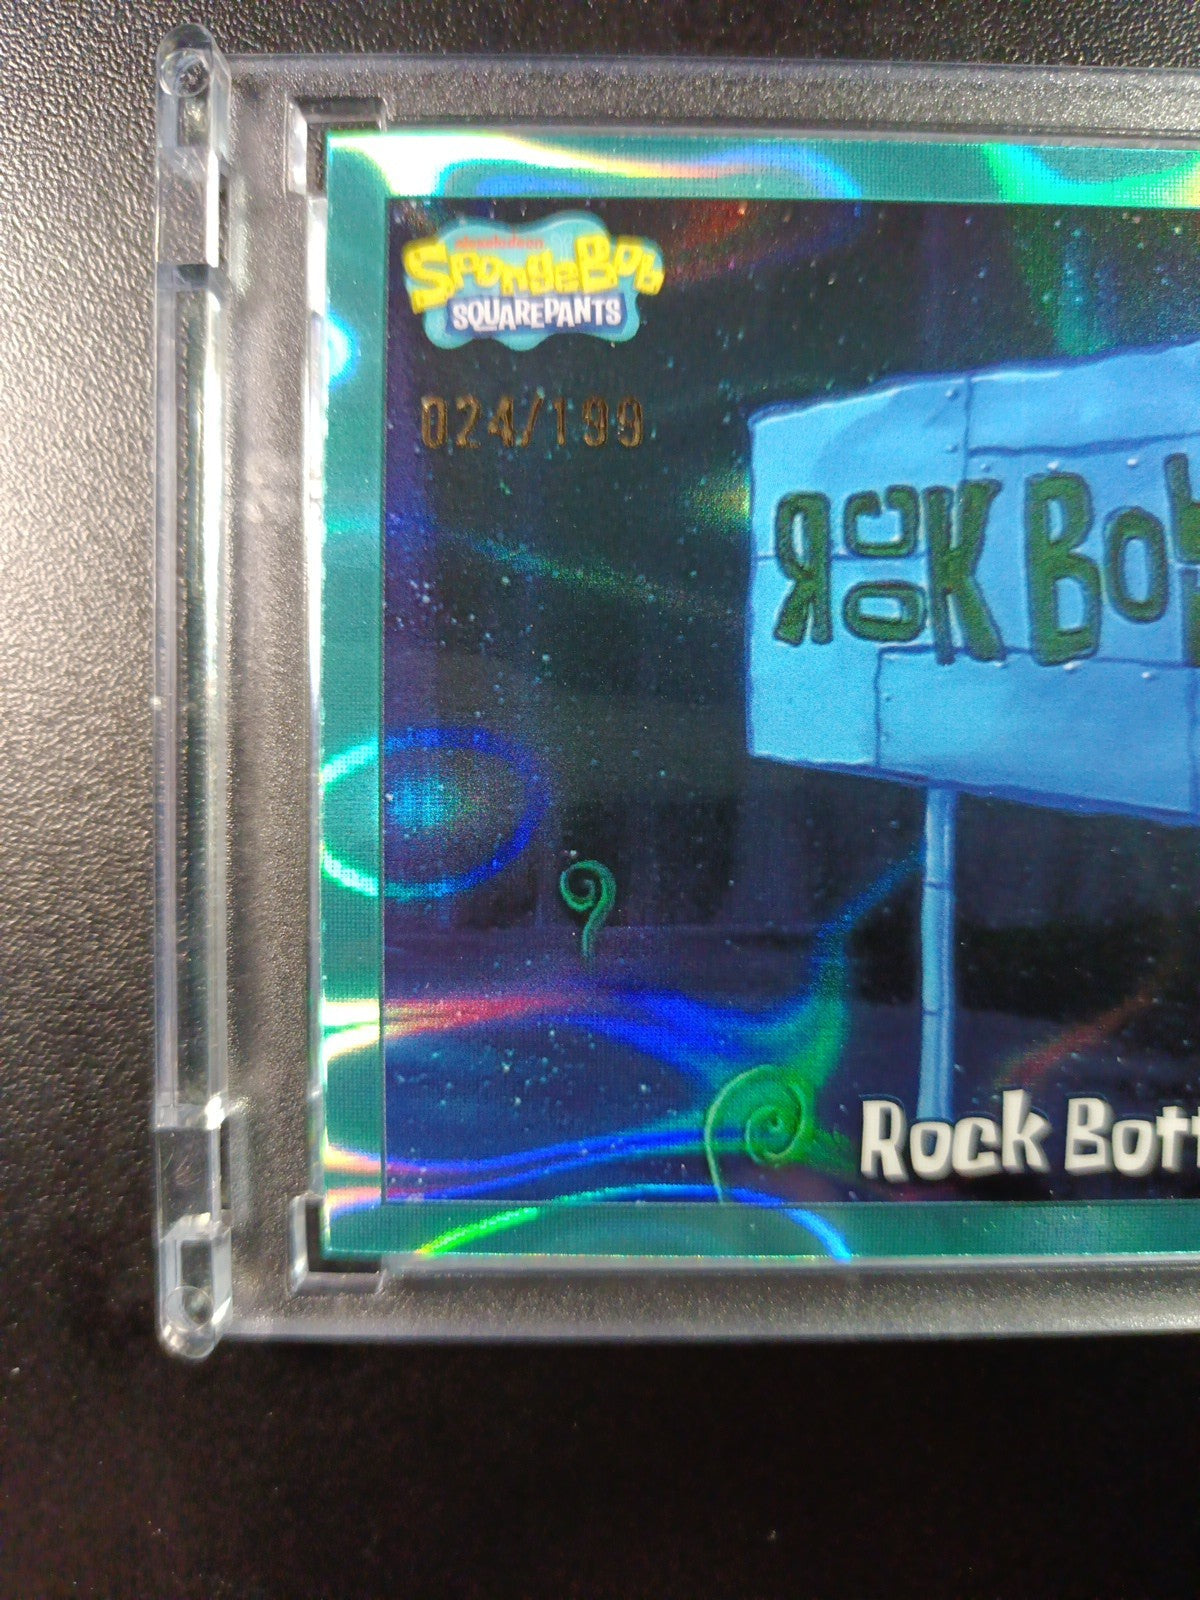 nickelodeon
SpongeBob
SQUAREPANTS
024/199
ROCK BO
Rock Bott